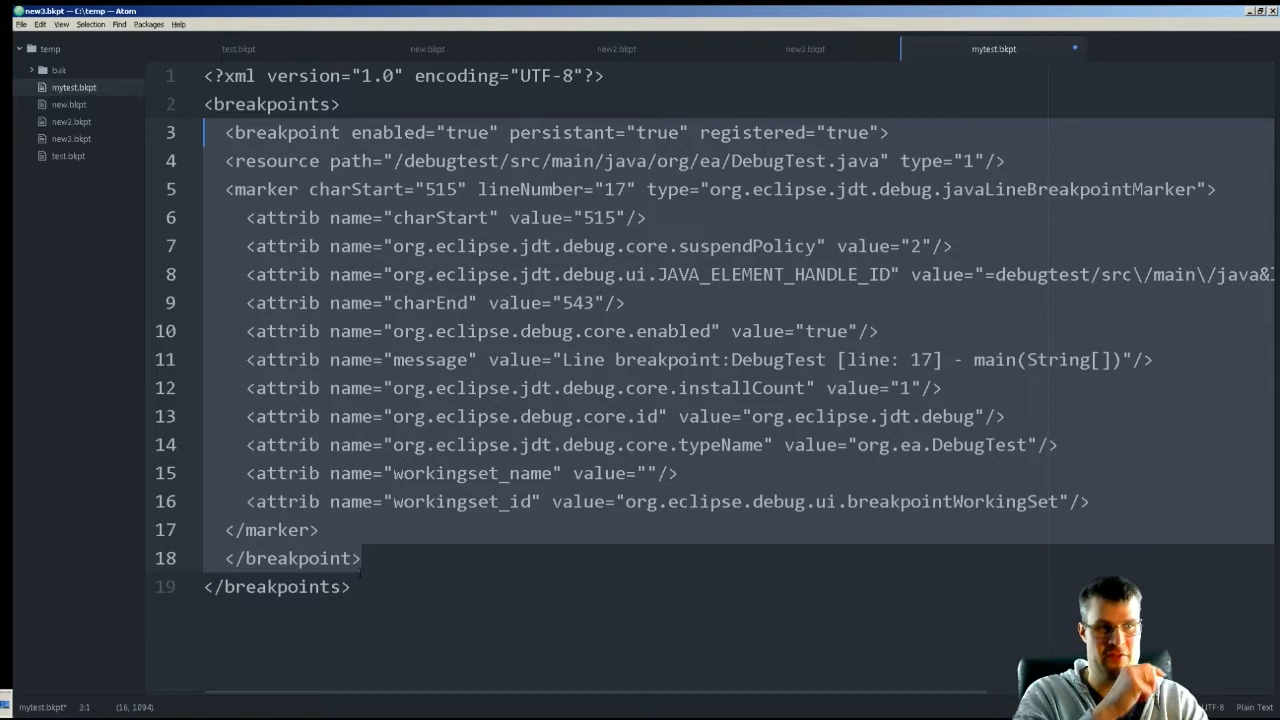 new3.bkpt — C:\temp — Atom
File Edit View Selection Find Packages Help
temp
test.bkpt new.bkpt new2.bkpt new3.bkpt mytest.bkpt
bak
mytest.bkpt
new.bkpt
new2.bkpt
new3.bkpt
test.bkpt
1 <?xml version="1.0" encoding="UTF-8"?>
2 <breakpoints>
3 <breakpoint enabled="true" persistant="true" registered="true">
4 <resource path="/debugtest/src/main/java/org/ea/DebugTest.java" type="1"/>
5 <marker charStart="515" lineNumber="17" type="org.eclipse.jdt.debug.javaLineBreakpointMarker">
6 <attrib name="charStart" value="515"/>
7 <attrib name="org.eclipse.jdt.debug.core.suspendPolicy" value="2"/>
8 <attrib name="org.eclipse.jdt.debug.ui.JAVA_ELEMENT_HANDLE_ID" value="=debugtest/src\/main\/java&
9 <attrib name="charEnd" value="543"/>
10 <attrib name="org.eclipse.debug.core.enabled" value="true"/>
11 <attrib name="message" value="Line breakpoint:DebugTest [line: 17] - main(String[])"/>
12 <attrib name="org.eclipse.jdt.debug.core.installCount" value="1"/>
13 <attrib name="org.eclipse.debug.core.id" value="org.eclipse.jdt.debug"/>
14 <attrib name="org.eclipse.jdt.debug.core.typeName" value="org.ea.DebugTest"/>
15 <attrib name="workingset_name" value=""/>
16 <attrib name="workingset_id" value="org.eclipse.debug.ui.breakpointWorkingSet"/>
17 </marker>
18 </breakpoint>
19 </breakpoints>
mytest.bkpt* 3:1 (16, 1094) UTF-8 Plain Text